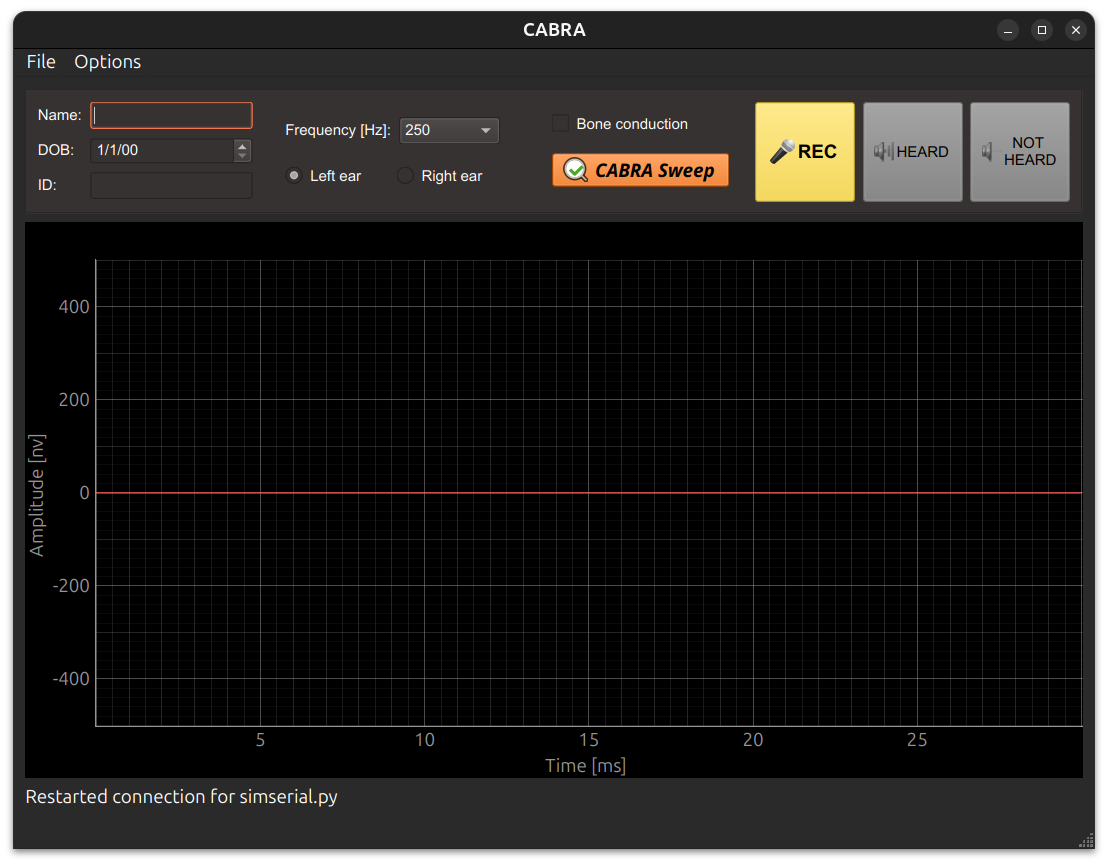 CABRA
File Options
Name:
DOB: 1/1/00
ID:
Frequency [Hz]: 250
Left ear Right ear
Bone conduction
CABRA Sweep
REC
HEARD
NOT
HEARD
400
200
0
-200
-400
Amplitude [nv]
5 10 15 20 25
Time [ms]
Restarted connection for simserial.py